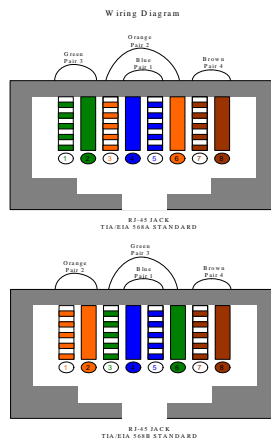 Wiring Diagram
Orange
Pair 2
Green
Pair 3
Blue
Pair 1
Brown
Pair 4
1 2 3 4 5 6 7 8
RJ-45 JACK
TIA/EIA 568A STANDARD
Green
Pair 3
Orange
Pair 2
Blue
Pair 1
Brown
Pair 4
1 2 3 4 5 6 7 8
RJ-45 JACK
TIA/EIA 568B STANDARD